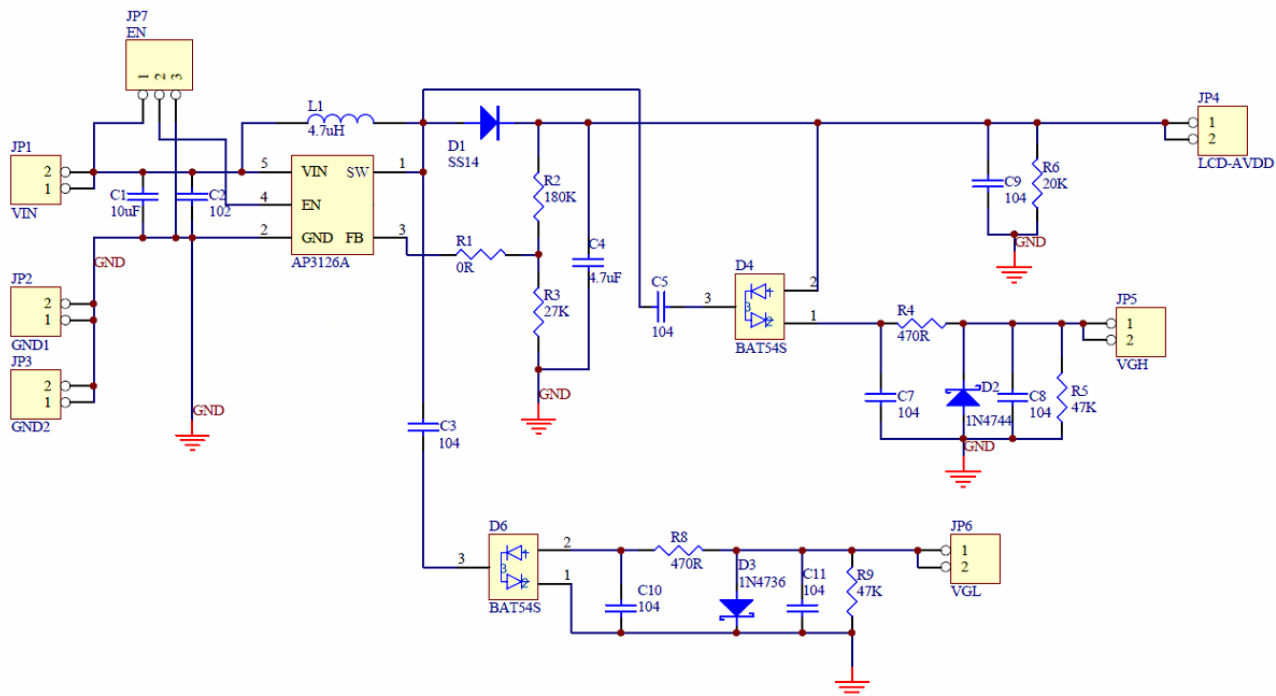 JP7
EN
1 2 3
JP1
2
1
VIN
C1
10uF
C2
102
L1
4.7uH
5 VIN SW 1
4 EN
2 GND FB 3
AP3126A
GND
JP2
2
1
GND1
JP3
2
1
GND2
GND
D1
SS14
R2
180K
R1
0R
R3
27K
C4
4.7uF
GND
C5
104
3
D4
3
2
1
BAT54S
C9
104
R6
20K
GND
JP4
1
2
LCD-AVDD
R4
470R
C7
104
D2
1N4744
C8
104
R5
47K
GND
JP5
1
2
VGH
C3
104
3
D6
3
2
1
BAT54S
R8
470R
C10
104
D3
1N4736
C11
104
R9
47K
JP6
1
2
VGL